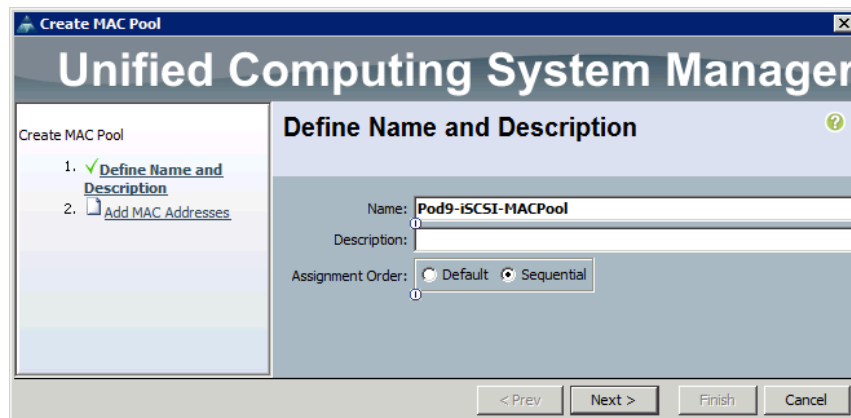 Create MAC Pool
Unified Computing System Manager
Create MAC Pool
1. Define Name and
Description
2. Add MAC Addresses
Define Name and Description
Name: Pod9-iSCSI-MACPool
Description:
Assignment Order: Default Sequential
< Prev Next > Finish Cancel